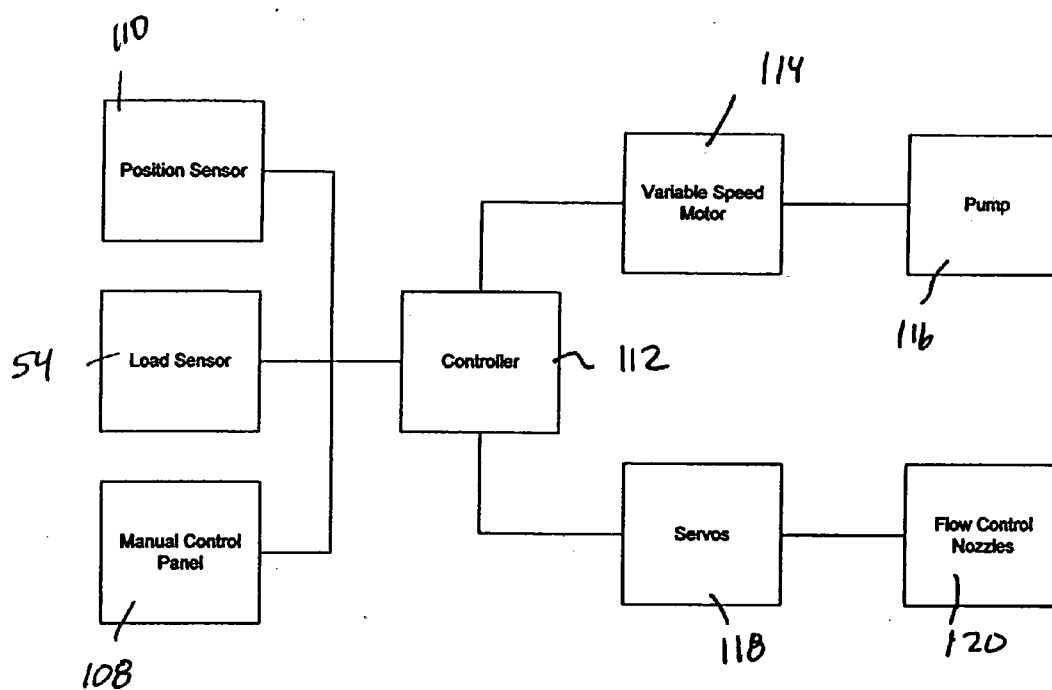 110
114
Position Sensor
Variable Speed
Motor
Pump
116
54
Load Sensor
Controller
112
Manual Control
Panel
Servos
Flow Control
Nozzles
108
118
120